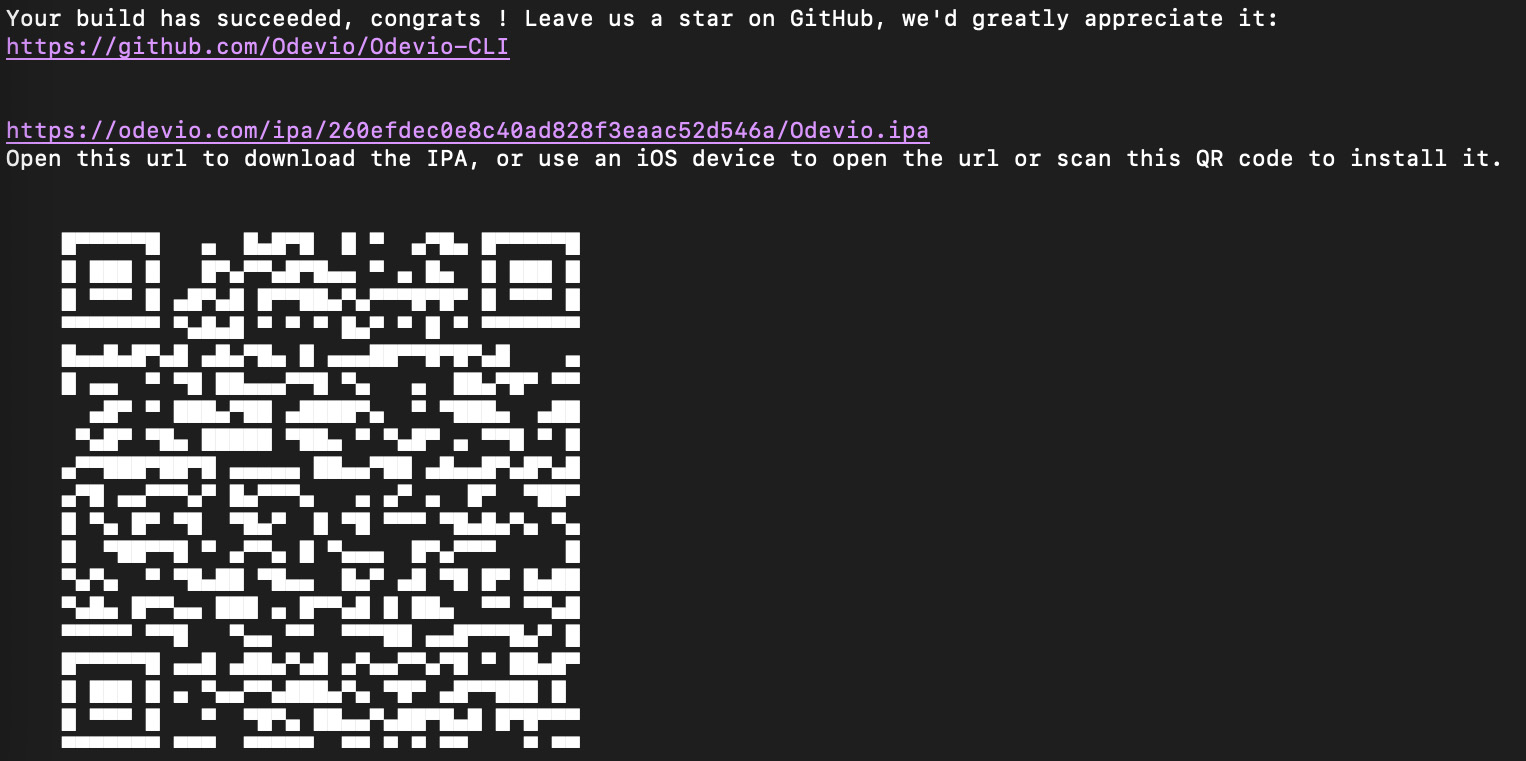 Your build has succeeded, congrats ! Leave us a star on GitHub, we'd greatly appreciate it:
https://github.com/Odevio/Odevio-CLI
https://odevio.com/ipa/260efdec0e8c40ad828f3eaac52d546a/Odevio.ipa
Open this url to download the IPA, or use an iOS device to open the url or scan this QR code to install it.